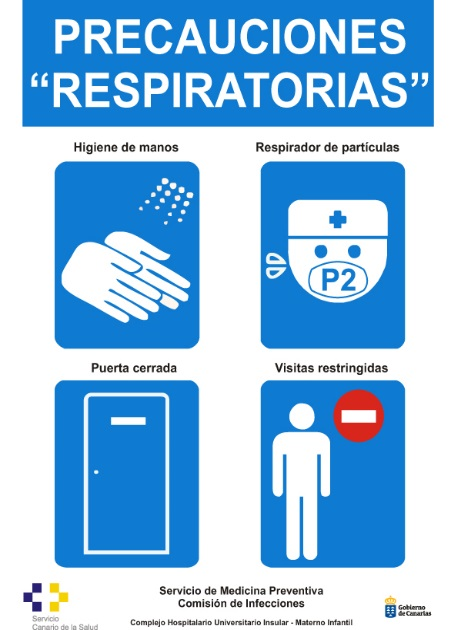 PRECAUCIONES
“RESPIRATORIAS”
Higiene de manos
Respirador de partículas
P2
Puerta cerrada
Visitas restringidas
Servicio de Medicina Preventiva
Comisión de Infecciones
Complejo Hospitalario Universitario Insular - Materno Infantil
Servicio
Canario de la Salud
Gobierno
de Canarias